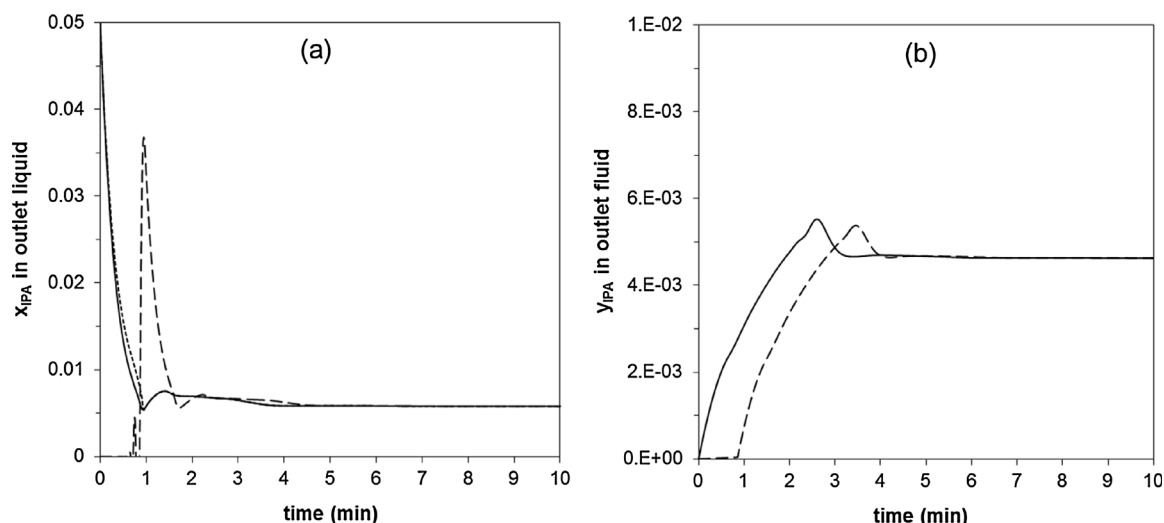 (a)
0.05
0.04
0.03
0.02
0.01
0
x_IPA in outlet liquid
0 1 2 3 4 5 6 7 8 9 10
time (min)
(b)
1.E-02
8.E-03
6.E-03
4.E-03
2.E-03
0.E+00
y_IPA in outlet fluid
0 1 2 3 4 5 6 7 8 9 10
time (min)